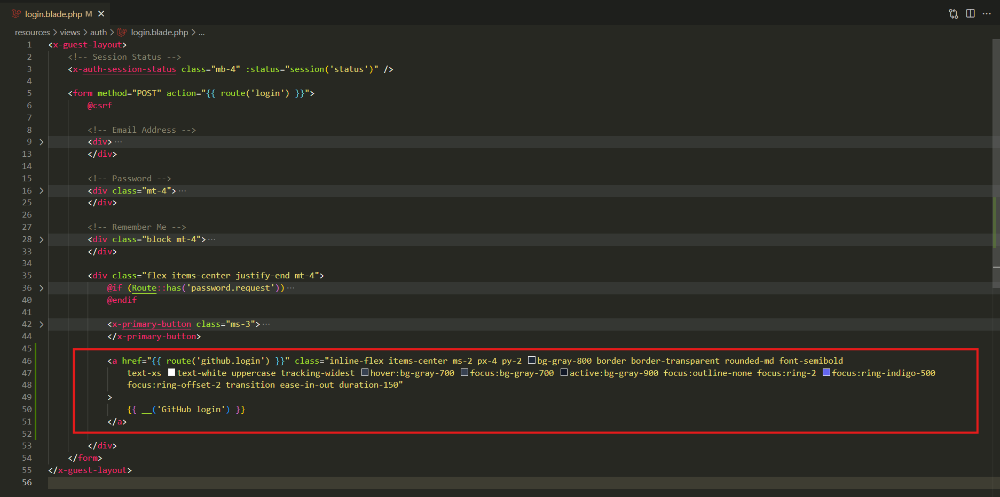 login.blade.php M
resources > views > auth > login.blade.php > ...
1 <x-guest-layout>
2 <!-- Session Status -->
3 <x-auth-session-status class="mb-4" :status="session('status')" />
4
5 <form method="POST" action="{{ route('login') }}">
6 @csrf
7
8 <!-- Email Address -->
9 <div>...
13 </div>
14
15 <!-- Password -->
16 <div class="mt-4">...
25 </div>
26
27 <!-- Remember Me -->
28 <div class="block mt-4">...
33 </div>
34
35 <div class="flex items-center justify-end mt-4">
36 @if (Route::has('password.request'))...
40 @endif
41
42 <x-primary-button class="ms-3">...
44 </x-primary-button>
45
46 <a href="{{ route('github.login') }}" class="inline-flex items-center ms-2 px-4 py-2 bg-gray-800 border border-transparent rounded-md font-semibold
47 text-xs text-white uppercase tracking-widest hover:bg-gray-700 focus:bg-gray-700 active:bg-gray-900 focus:outline-none focus:ring-2 focus:ring-indigo-500
48 focus:ring-offset-2 transition ease-in-out duration-150"
49 >
50 {{ __('GitHub login') }}
51 </a>
52
53 </div>
54 </form>
55 </x-guest-layout>
56